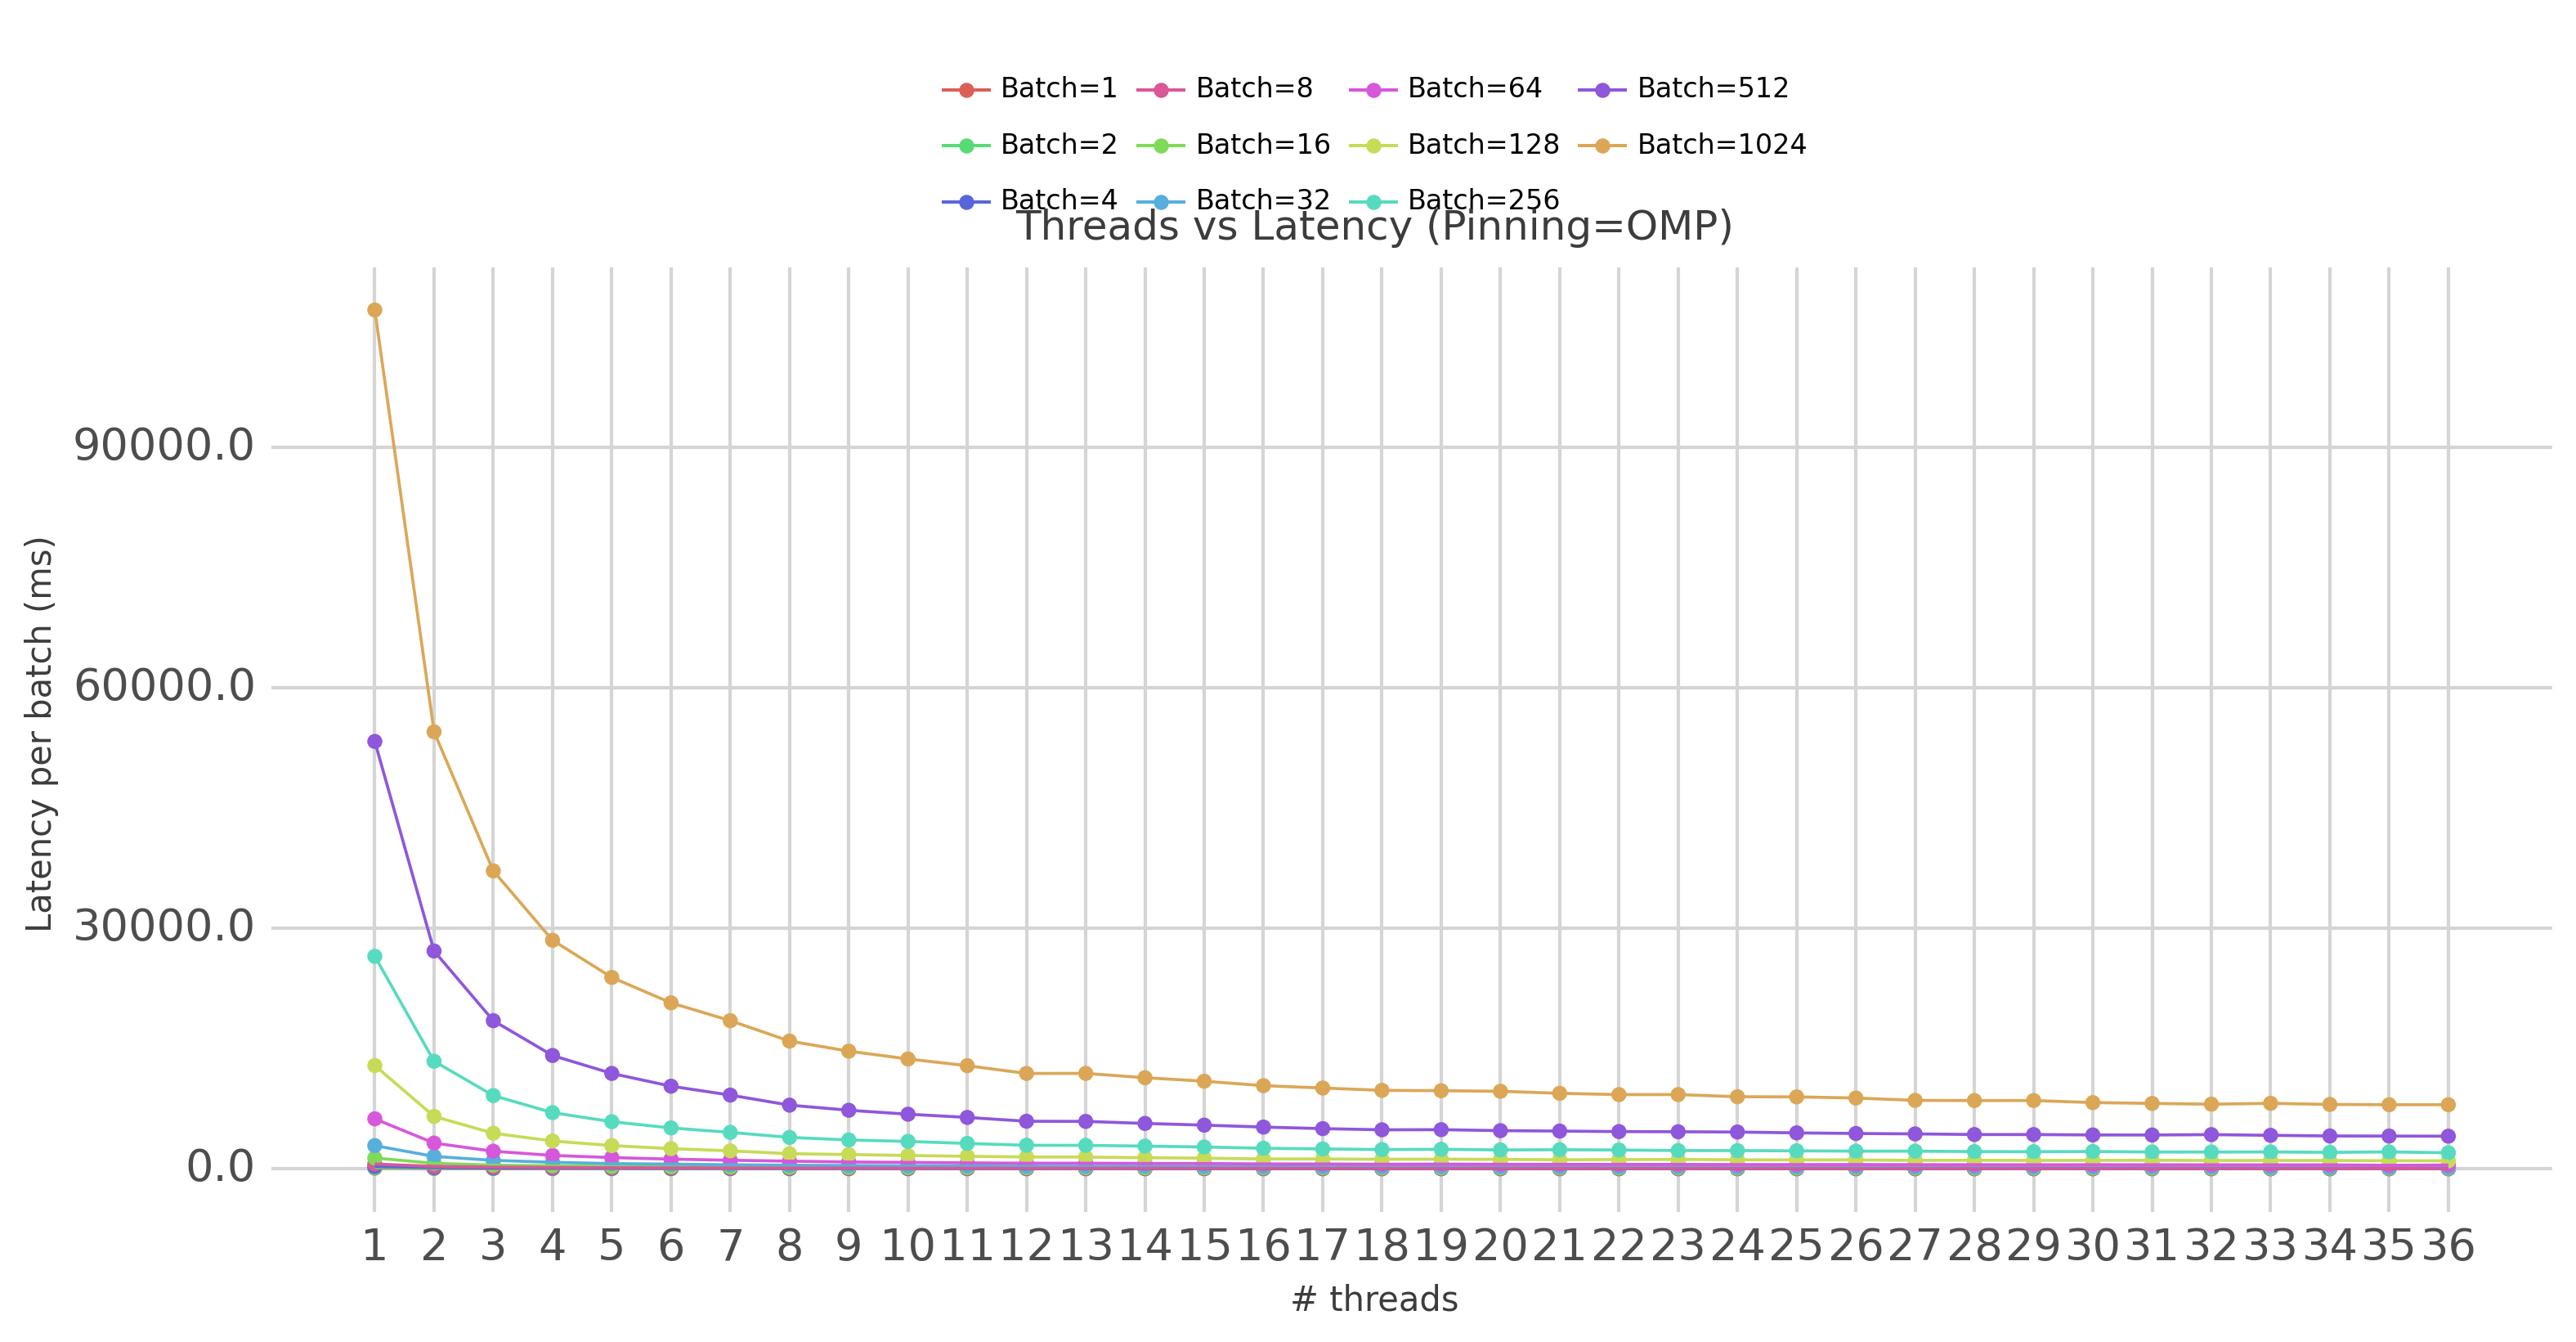 Batch=1 Batch=8 Batch=64 Batch=512
Batch=2 Batch=16 Batch=128 Batch=1024
Batch=4 Batch=32 Batch=256
Threads vs Latency (Pinning=OMP)
90000.0
60000.0
30000.0
0.0
Latency per batch (ms)
1 2 3 4 5 6 7 8 9 10 11 12 13 14 15 16 17 18 19 20 21 22 23 24 25 26 27 28 29 30 31 32 33 34 35 36
# threads